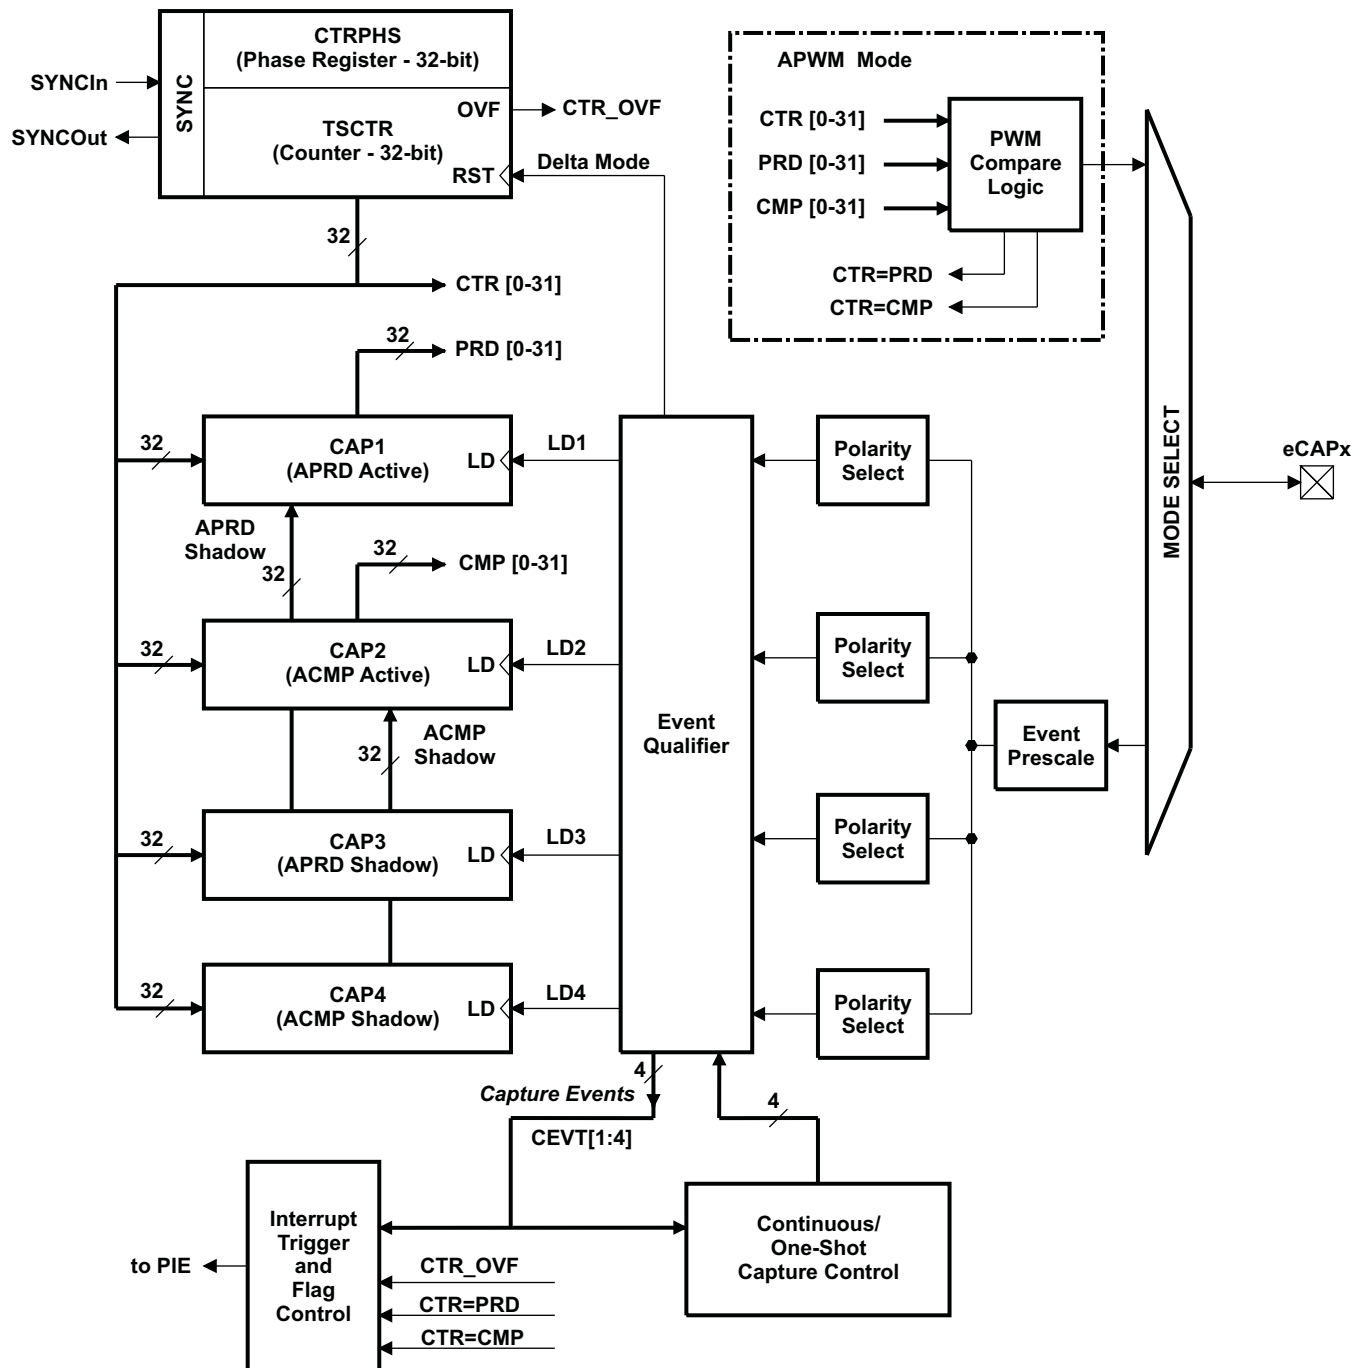 CTRPHS
(Phase Register - 32-bit)
SYNC
SYNCIn
SYNCOut
OVF
CTR_OVF
TSCTR
(Counter - 32-bit)
RST
Delta Mode
APWM Mode
CTR [0-31]
PRD [0-31]
CMP [0-31]
PWM
Compare
Logic
CTR=PRD
CTR=CMP
32
CTR [0-31]
32
PRD [0-31]
32
CAP1
(APRD Active)
LD
LD1
APRD
Shadow
32
32
CMP [0-31]
32
CAP2
(ACMP Active)
LD
LD2
ACMP
Shadow
32
32
CAP3
(APRD Shadow)
LD
LD3
32
CAP4
(ACMP Shadow)
LD
LD4
Event
Qualifier
Polarity
Select
Polarity
Select
Polarity
Select
Polarity
Select
Event
Prescale
MODE SELECT
eCAPx
4
Capture Events
CEVT[1:4]
4
Interrupt
Trigger
and
Flag
Control
to PIE
CTR_OVF
CTR=PRD
CTR=CMP
Continuous/
One-Shot
Capture Control